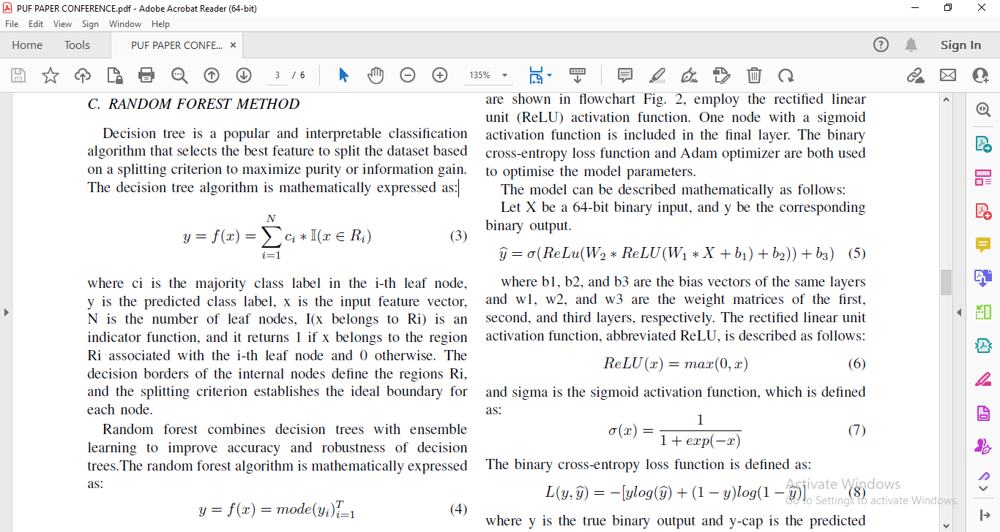 PUF PAPER CONFERENCE.pdf - Adobe Acrobat Reader (64-bit)
File Edit View Sign Window Help
Home Tools PUF PAPER CONFE... × Sign In
3 / 6 135%
C. RANDOM FOREST METHOD
Decision tree is a popular and interpretable classification
algorithm that selects the best feature to split the dataset based
on a splitting criterion to maximize purity or information gain.
The decision tree algorithm is mathematically expressed as:
y = f(x) = \sum_{i=1}^{N} c_i * 𝕀(x ∈ R_i) (3)
where ci is the majority class label in the i-th leaf node,
y is the predicted class label, x is the input feature vector,
N is the number of leaf nodes, I(x belongs to Ri) is an
indicator function, and it returns 1 if x belongs to the region
Ri associated with the i-th leaf node and 0 otherwise. The
decision borders of the internal nodes define the regions Ri,
and the splitting criterion establishes the ideal boundary for
each node.
Random forest combines decision trees with ensemble
learning to improve accuracy and robustness of decision
trees.The random forest algorithm is mathematically expressed
as:
y = f(x) = mode(y_i)_{i=1}^{T} (4)
are shown in flowchart Fig. 2, employ the rectified linear
unit (ReLU) activation function. One node with a sigmoid
activation function is included in the final layer. The binary
cross-entropy loss function and Adam optimizer are both used
to optimise the model parameters.
The model can be described mathematically as follows:
Let X be a 64-bit binary input, and y be the corresponding
binary output.
ŷ = σ(ReLu(W_2 * ReLU(W_1 * X + b_1) + b_2)) + b_3) (5)
where b1, b2, and b3 are the bias vectors of the same layers
and w1, w2, and w3 are the weight matrices of the first,
second, and third layers, respectively. The rectified linear unit
activation function, abbreviated ReLU, is described as follows:
ReLU(x) = max(0, x) (6)
and sigma is the sigmoid activation function, which is defined
as:
σ(x) = \frac{1}{1 + exp(−x)} (7)
The binary cross-entropy loss function is defined as:
L(y, ŷ) = −[ylog(ŷ) + (1 − y)log(1 − ŷ)] (8)
where y is the true binary output and y-cap is the predicted
Activate Windows
Go to Settings to activate Windows.